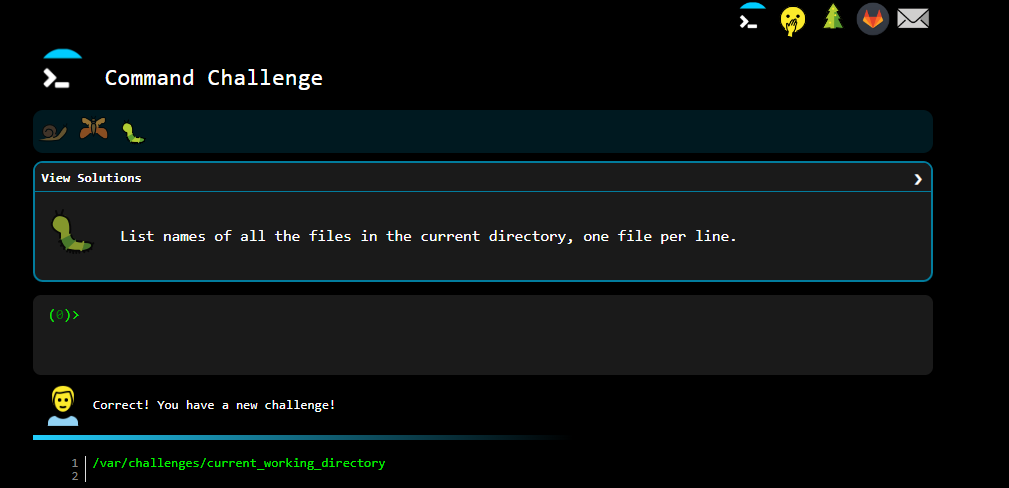 Command Challenge
View Solutions
List names of all the files in the current directory, one file per line.
(0)>
Correct! You have a new challenge!
1 /var/challenges/current_working_directory
2